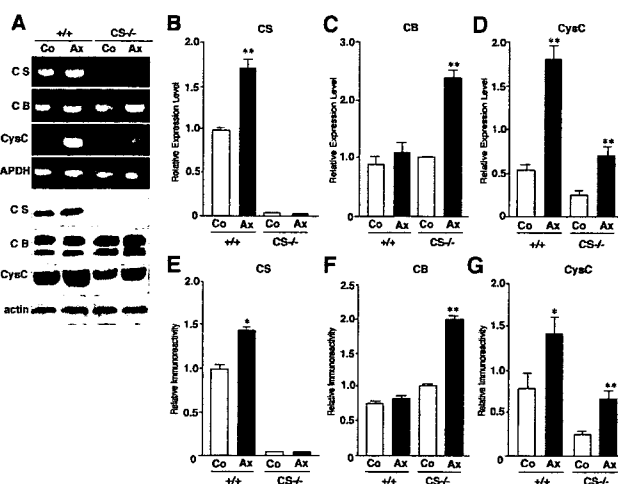 A
+/+ CS-/-
Co Ax Co Ax
C S
C B
CysC
APDH
C S
C B
CysC
actin
B
CS
Relative Expression Level
2.0
1.5
1.0
0.5
0
**
Co Ax Co Ax
+/+ CS-/-
C
CB
Relative Expression Level
3.0
2.0
1.0
0
**
Co Ax Co Ax
+/+ CS-/-
D
CysC
Relative Expression Level
2.0
1.5
1.0
0.5
0
**
**
Co Ax Co Ax
+/+ CS-/-
E
CS
Relative Immunoreactivity
2.0
1.5
1.0
0.5
0
*
Co Ax Co Ax
+/+ CS-/-
F
CB
Relative Immunoreactivity
2.5
2.0
1.5
1.0
0.5
0
**
Co Ax Co Ax
+/+ CS-/-
G
CysC
Relative Immunoreactivity
2.0
1.5
1.0
0.5
0
*
**
Co Ax Co Ax
+/+ CS-/-